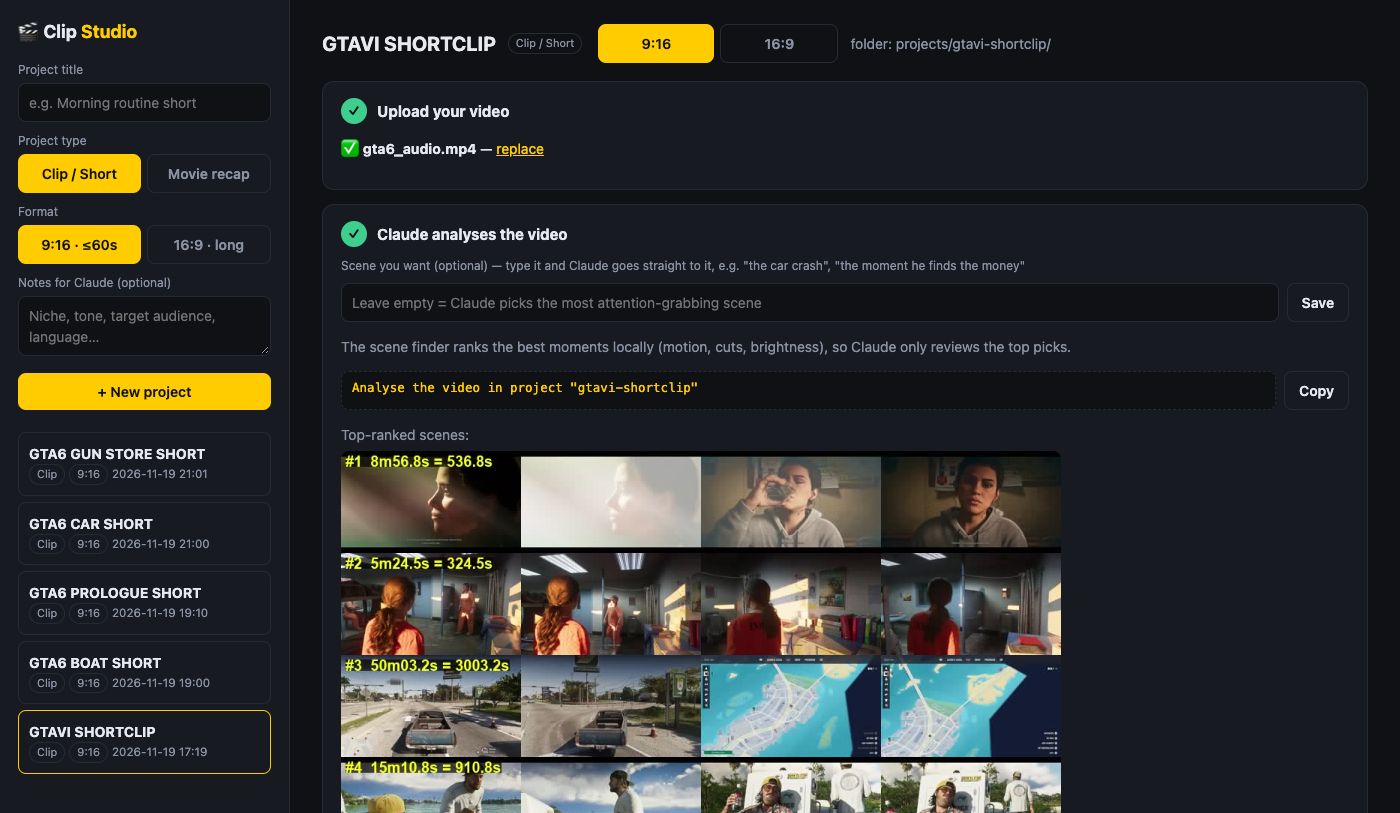 🎬 Clip Studio
Project title
e.g. Morning routine short
Project type
Clip / Short
Movie recap
Format
9:16 · ≤60s
16:9 · long
Notes for Claude (optional)
Niche, tone, target audience,
language...
+ New project
GTA6 GUN STORE SHORT
Clip 9:16 2026-11-19 21:01
GTA6 CAR SHORT
Clip 9:16 2026-11-19 21:00
GTA6 PROLOGUE SHORT
Clip 9:16 2026-11-19 19:10
GTA6 BOAT SHORT
Clip 9:16 2026-11-19 19:00
GTAVI SHORTCLIP
Clip 9:16 2026-11-19 17:19
GTAVI SHORTCLIP
Clip / Short
9:16
16:9
folder: projects/gtavi-shortclip/
Upload your video
✅ gta6_audio.mp4 — replace
Claude analyses the video
Scene you want (optional) — type it and Claude goes straight to it, e.g. "the car crash", "the moment he finds the money"
Leave empty = Claude picks the most attention-grabbing scene
Save
The scene finder ranks the best moments locally (motion, cuts, brightness), so Claude only reviews the top picks.
Analyse the video in project "gtavi-shortclip"
Copy
Top-ranked scenes:
#1 8m56.8s = 536.8s
#2 5m24.5s = 324.5s
#3 50m03.2s = 3003.2s
#4 15m10.8s = 910.8s